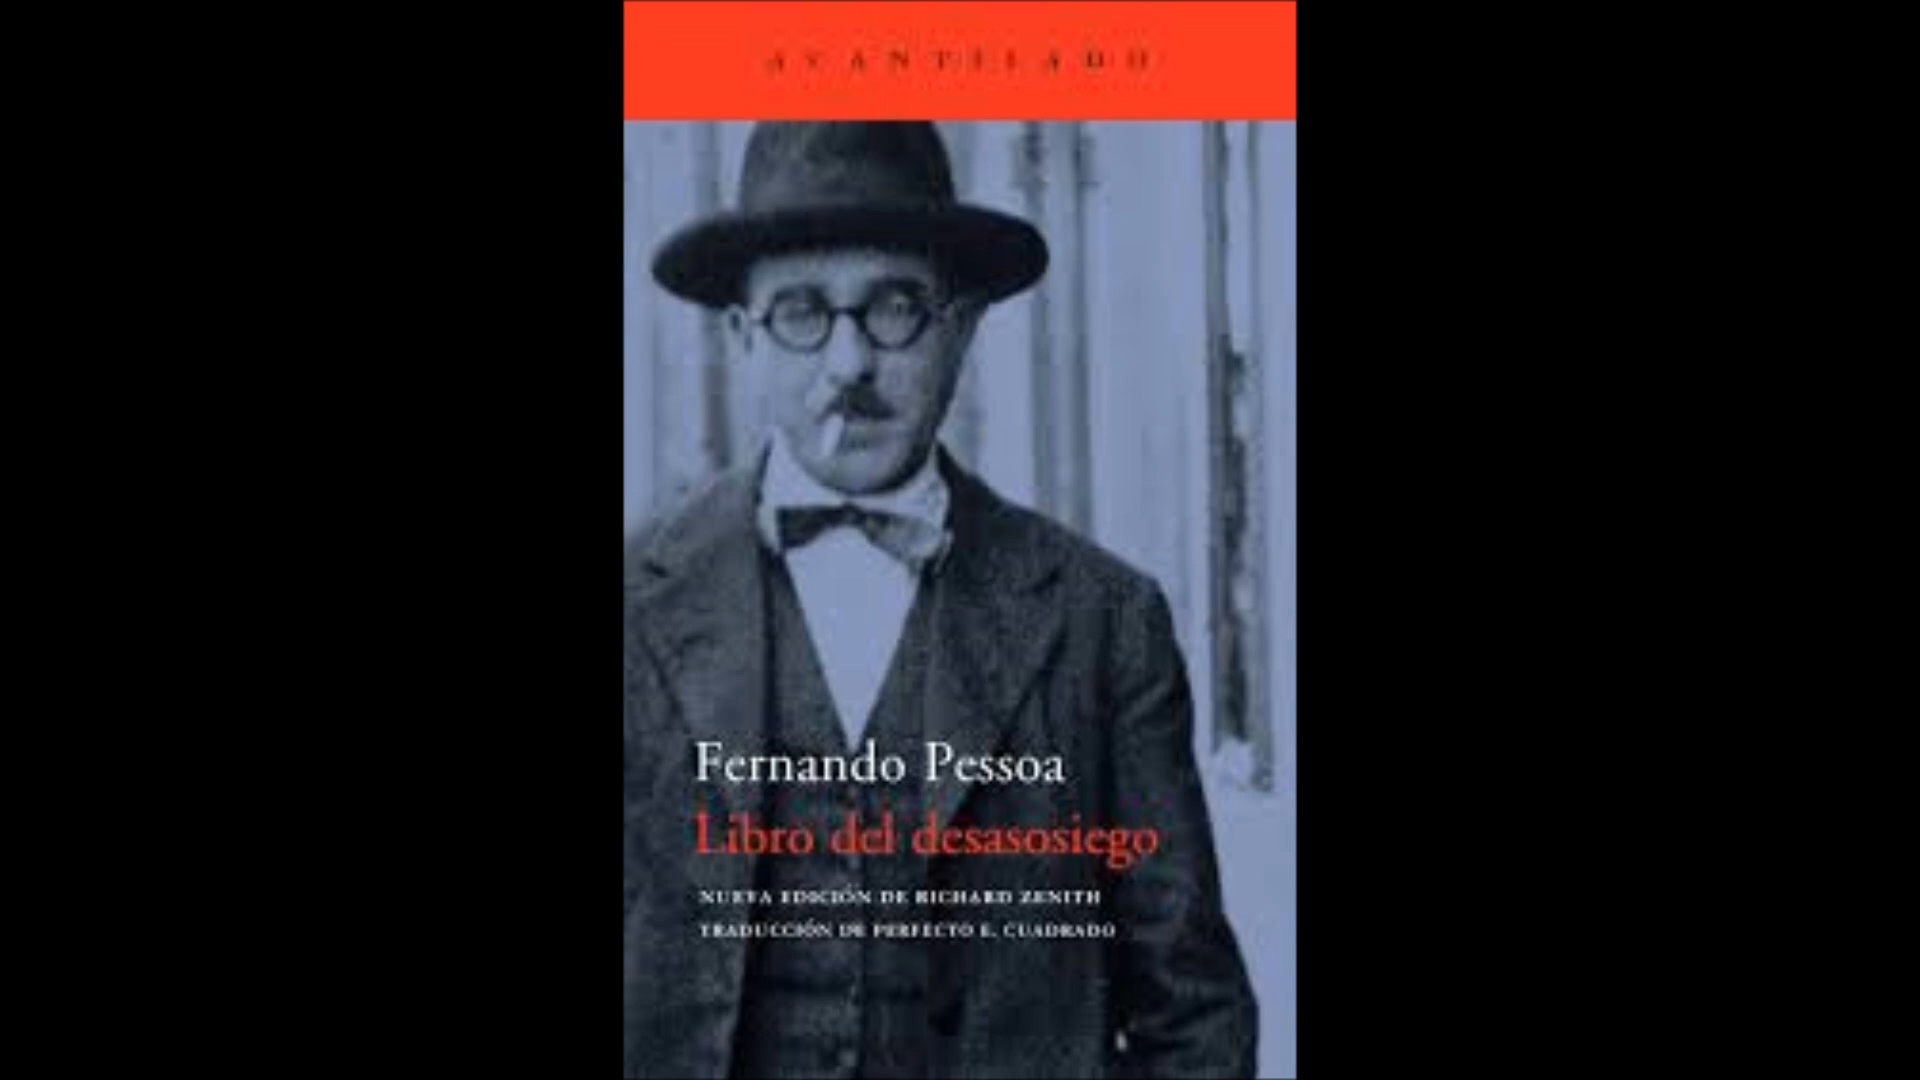 ACANTILADO
Fernando Pessoa
Libro del desasosiego
NUEVA EDICIÓN DE RICHARD ZENITH
TRADUCCIÓN DE PERFECTO E. CUADRADO